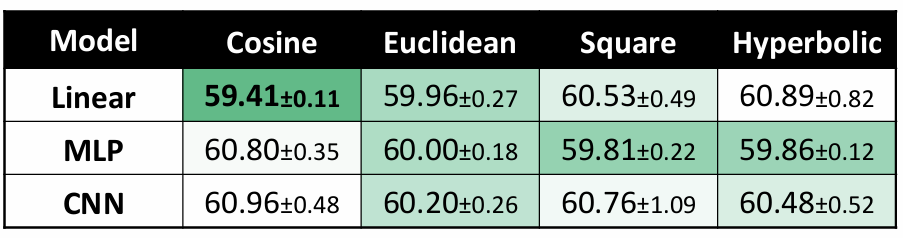 Model Cosine Euclidean Square Hyperbolic
Linear 59.41±0.11 59.96±0.27 60.53±0.49 60.89±0.82
MLP 60.80±0.35 60.00±0.18 59.81±0.22 59.86±0.12
CNN 60.96±0.48 60.20±0.26 60.76±1.09 60.48±0.52